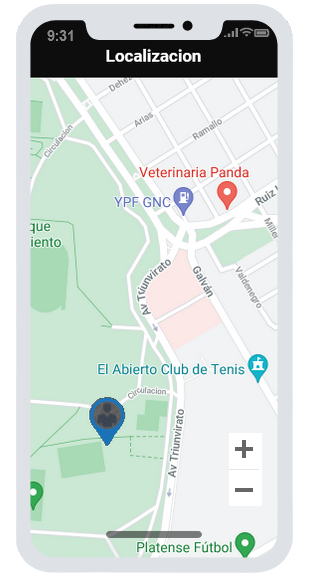 9:31
Localizacion
Dehez
Arias
Ramallo
Circulacion
Veterinaria Panda
YPF GNC
Ruiz H
Miller
que
iento
Av Triunvirato
Galván
Valdenegro
El Abierto Club de Tenis
Circulacion
Av Triunvirato
Platense Fútbol